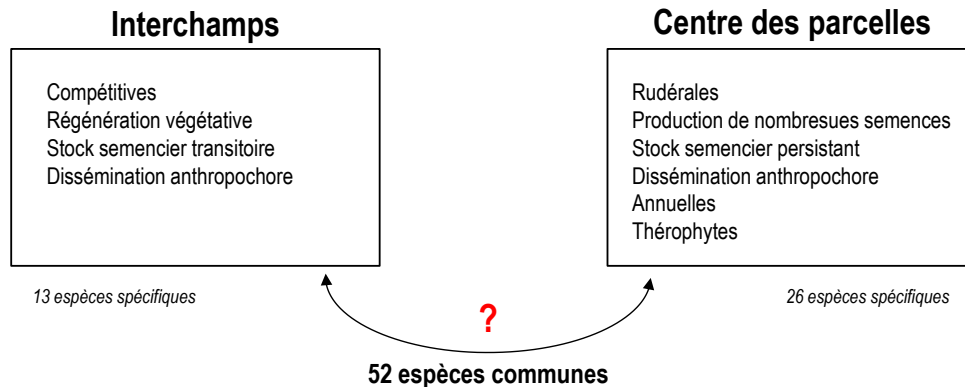 Interchamps
Compétitives
Régénération végétative
Stock semencier transitoire
Dissémination anthropochore
13 espèces spécifiques
Centre des parcelles
Rudérales
Production de nombresues semences
Stock semencier persistant
Dissémination anthropochore
Annuelles
Thérophytes
26 espèces spécifiques
?
52 espèces communes